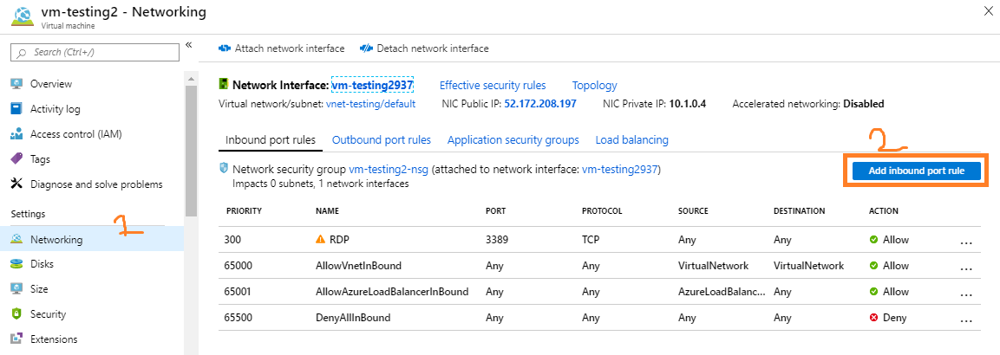 vm-testing2 - Networking
Virtual machine
Search (Ctrl+/)
Overview
Activity log
Access control (IAM)
Tags
Diagnose and solve problems
Settings
1
Networking
Disks
Size
Security
Extensions
Attach network interface Detach network interface
Network Interface: vm-testing2937 Effective security rules Topology
Virtual network/subnet: vnet-testing/default NIC Public IP: 52.172.208.197 NIC Private IP: 10.1.0.4 Accelerated networking: Disabled
Inbound port rules Outbound port rules Application security groups Load balancing
2
Network security group vm-testing2-nsg (attached to network interface: vm-testing2937)
Impacts 0 subnets, 1 network interfaces
Add inbound port rule
PRIORITY NAME PORT PROTOCOL SOURCE DESTINATION ACTION
300 RDP 3389 TCP Any Any Allow ...
65000 AllowVnetInBound Any Any VirtualNetwork VirtualNetwork Allow ...
65001 AllowAzureLoadBalancerInBound Any Any AzureLoadBalanc... Any Allow ...
65500 DenyAllInBound Any Any Any Any Deny ...